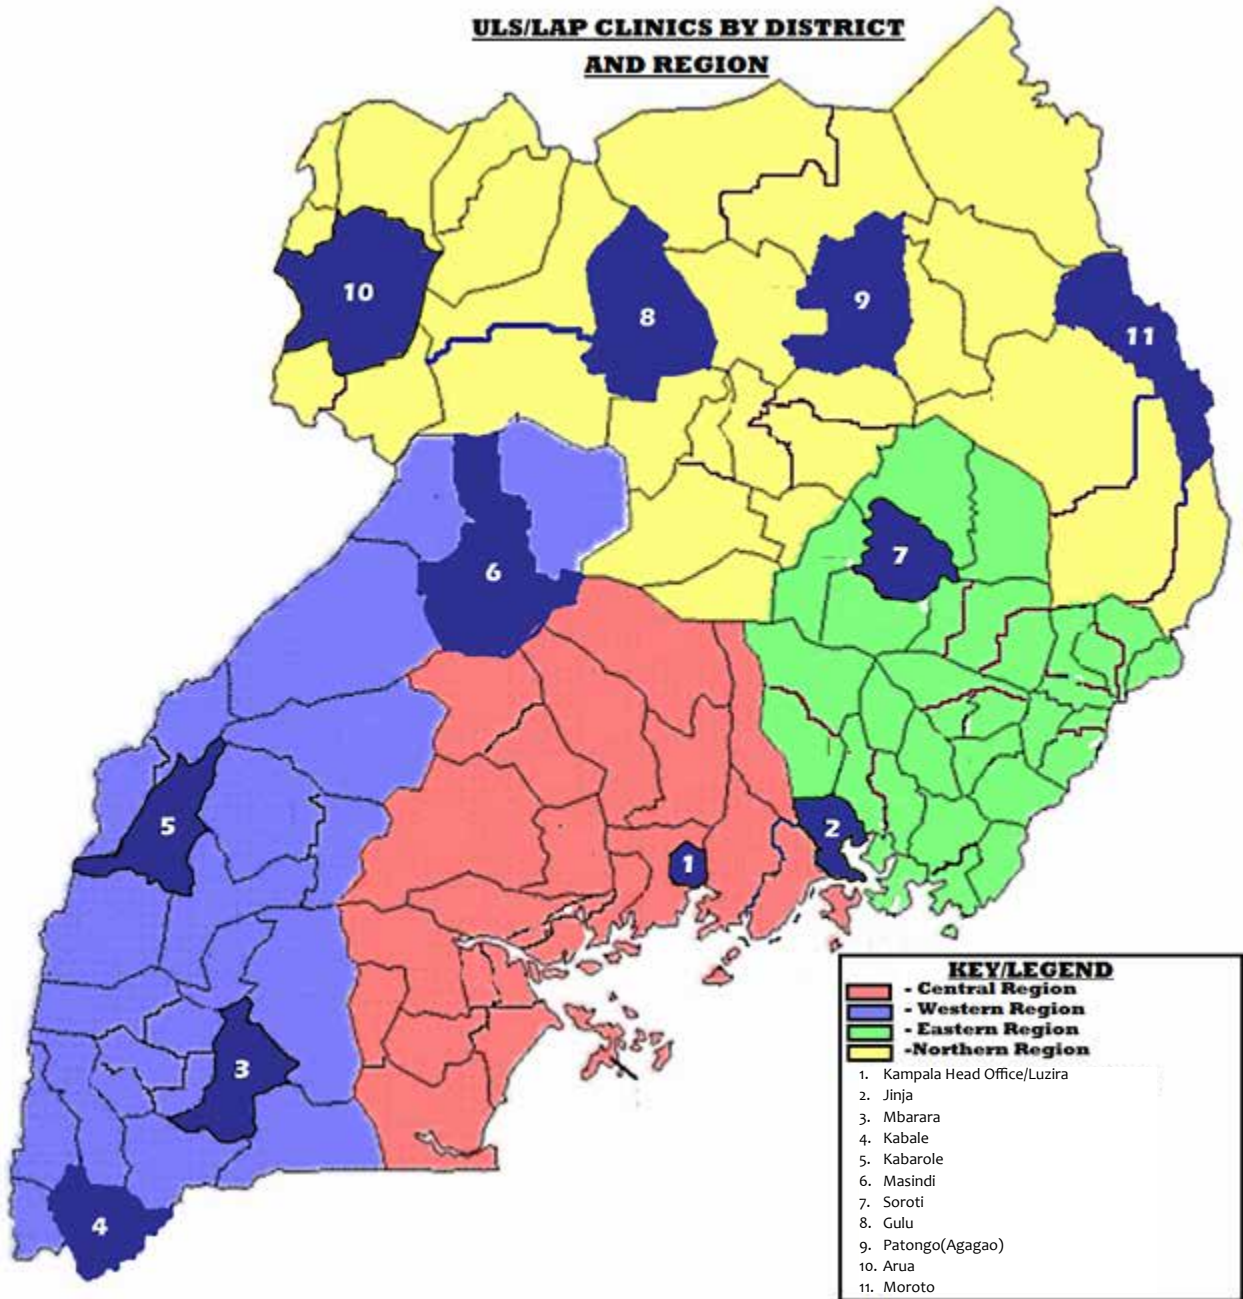 ULS/LAP CLINICS BY DISTRICT
AND REGION
10
8
9
11
7
6
5
2
1
3
4
KEY/LEGEND
- Central Region
- Western Region
- Eastern Region
-Northern Region
1. Kampala Head Office/Luzira
2. Jinja
3. Mbarara
4. Kabale
5. Kabarole
6. Masindi
7. Soroti
8. Gulu
9. Patongo(Agagao)
10. Arua
11. Moroto